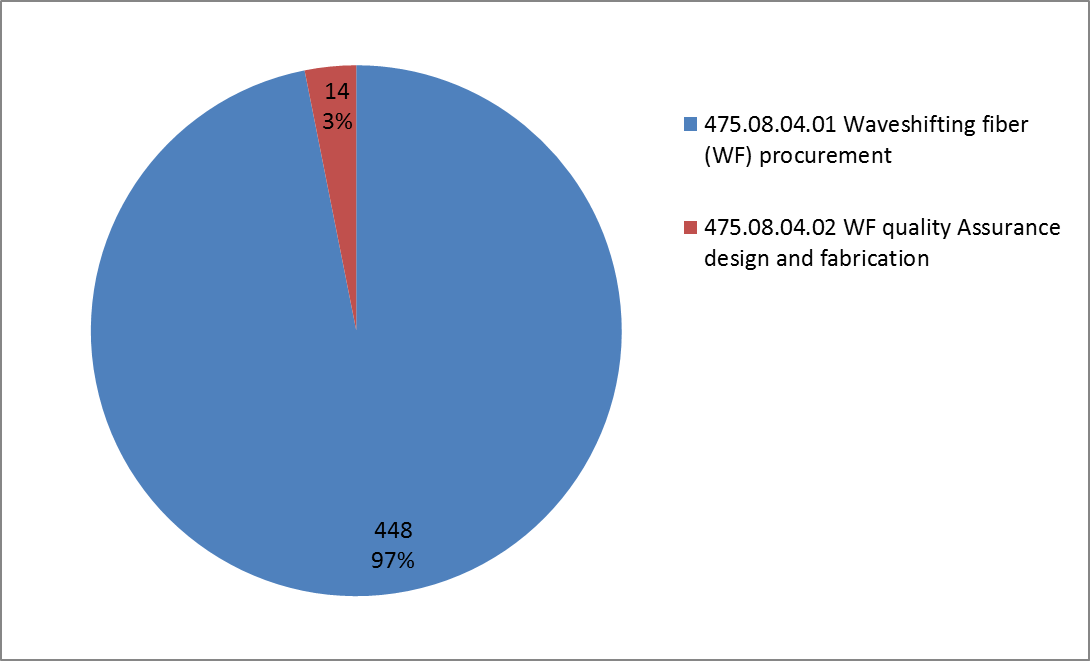 14
3%
448
97%
475.08.04.01 Waveshifting fiber
(WF) procurement
475.08.04.02 WF quality Assurance
design and fabrication